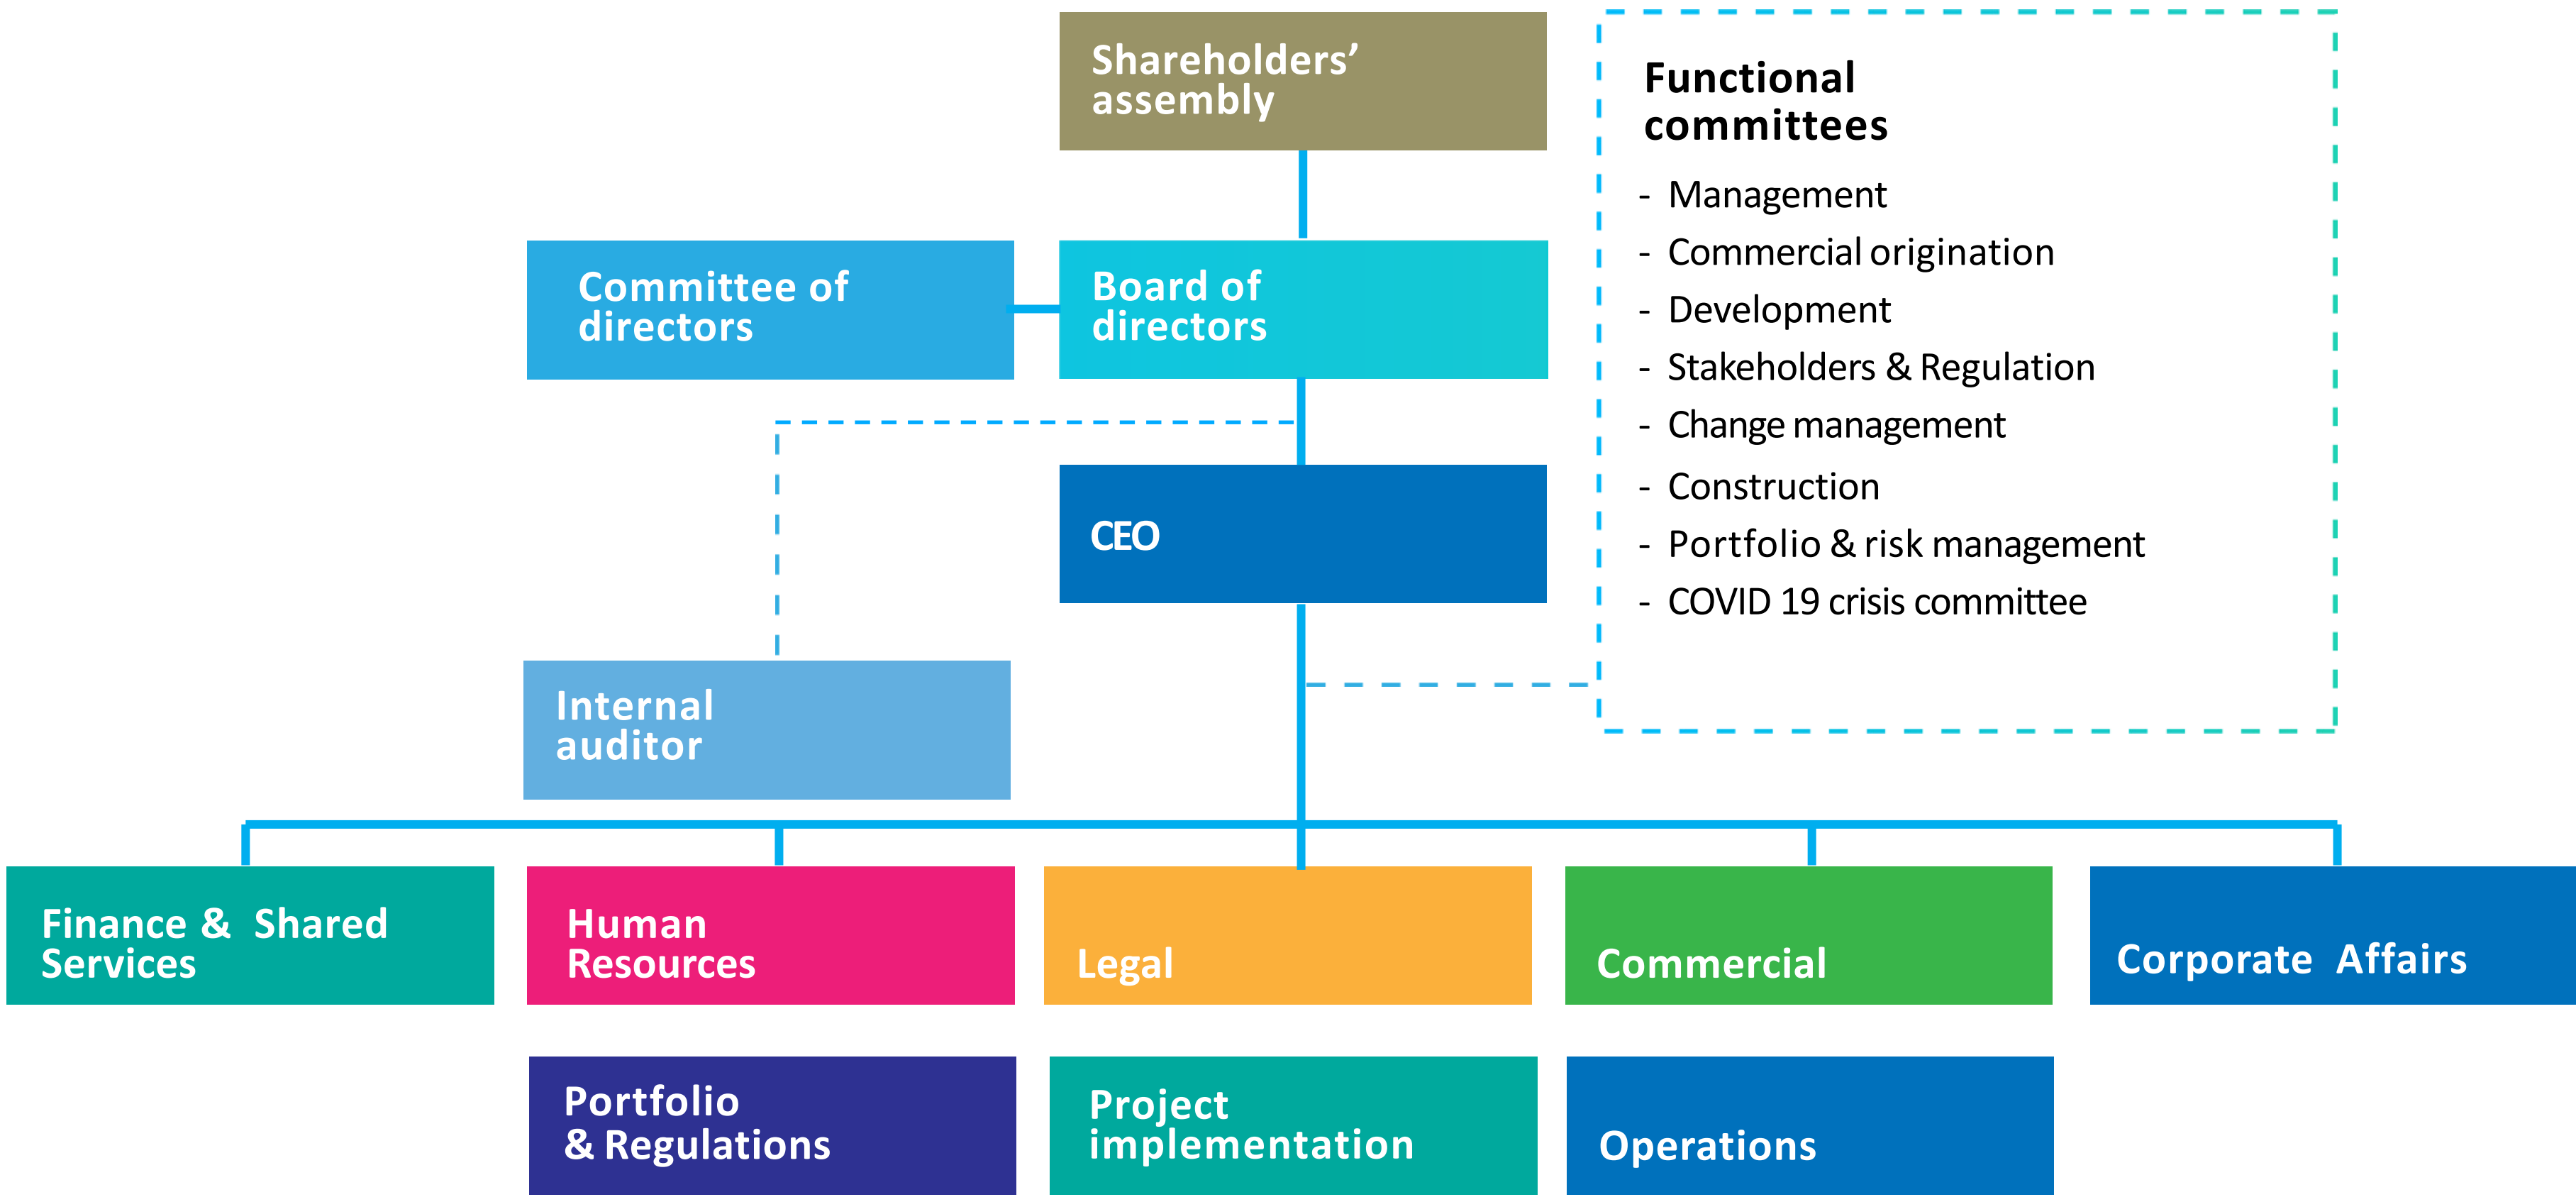 Shareholders’
assembly
Functional
committees
- Management
- Commercial origination
- Development
- Stakeholders & Regulation
- Change management
- Construction
- Portfolio & risk management
- COVID 19 crisis committee
Committee of
directors
Board of
directors
CEO
Internal
auditor
Finance & Shared
Services
Human
Resources
Legal
Commercial
Corporate Affairs
Portfolio
& Regulations
Project
implementation
Operations